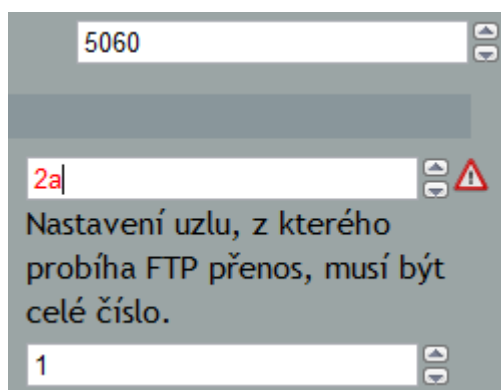 5060
2a
Nastavení uzlu, z kterého
probíha FTP přenos, musí být
celé číslo.
1